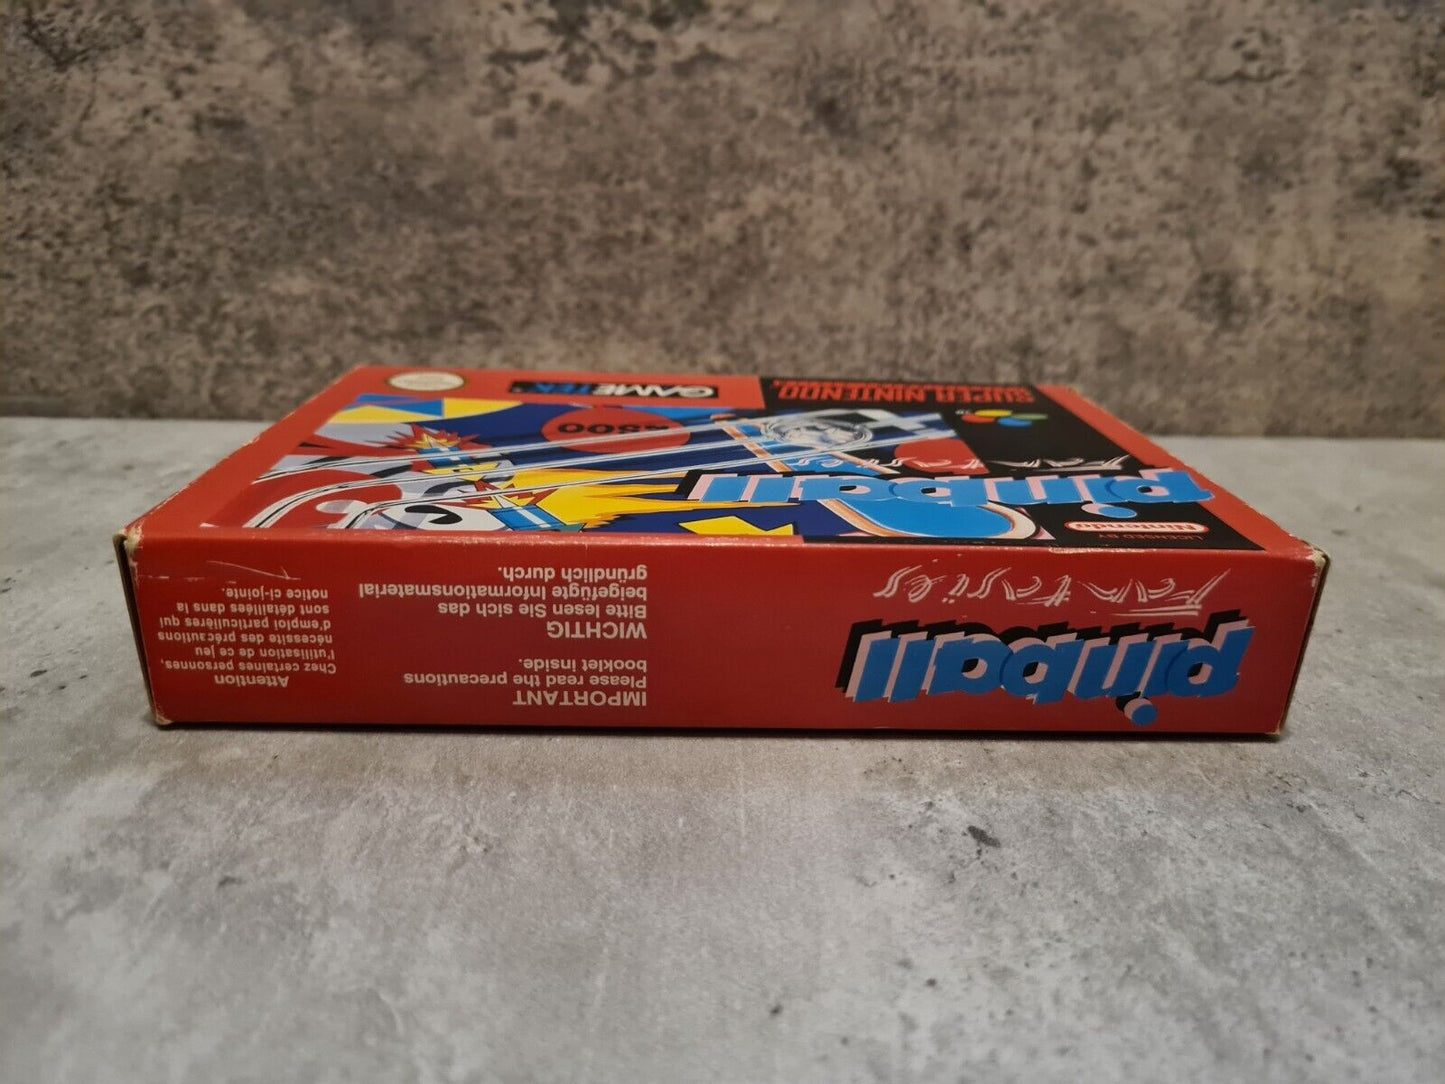 SUPER NINTENDO
GAMETEK
500
pinball
Fantasies
LICENSED BY
Nintendo
pinball
Fantasies
IMPORTANT
Please read the precautions
booklet inside.
WICHTIG
Bitte lesen Sie sich das
beigefügte Informationsmaterial
gründlich durch.
Attention
Chez certaines personnes,
l'utilisation de ce jeu
nécessite des précautions
d'emploi particulières qui
sont détaillées dans la
notice ci-jointe.